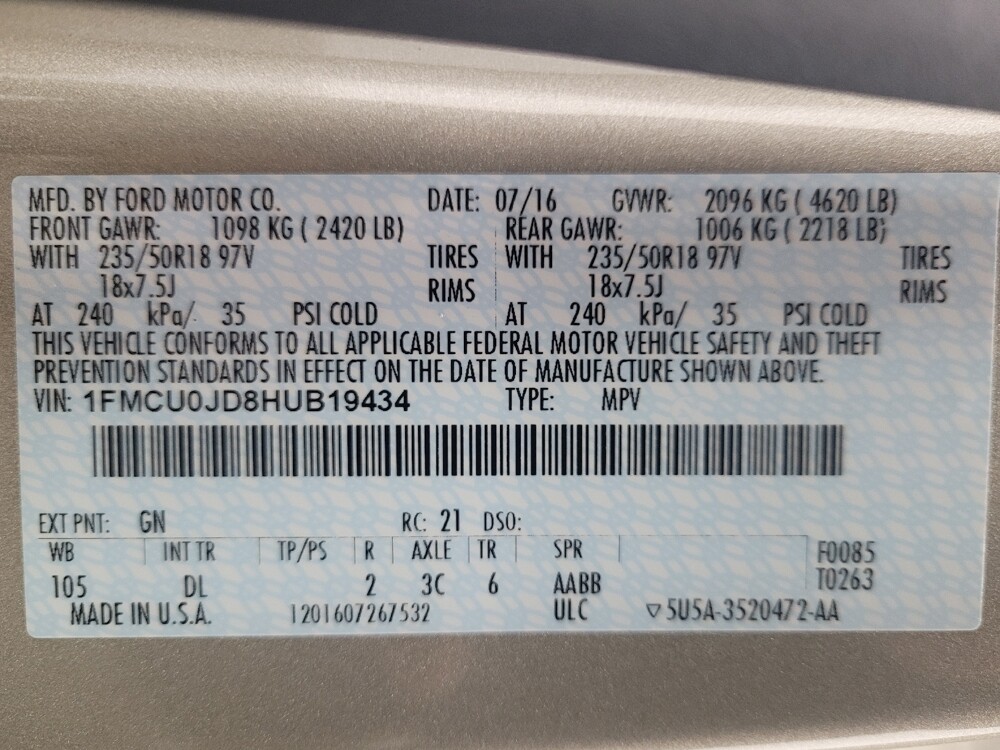 MFD. BY FORD MOTOR CO. DATE: 07/16 GVWR: 2096 KG ( 4620 LB)
FRONT GAWR: 1098 KG ( 2420 LB) REAR GAWR: 1006 KG ( 2218 LB)
WITH 235/50R18 97V TIRES WITH 235/50R18 97V TIRES
18x7.5J RIMS 18x7.5J RIMS
AT 240 kPa/ 35 PSI COLD AT 240 kPa/ 35 PSI COLD
THIS VEHICLE CONFORMS TO ALL APPLICABLE FEDERAL MOTOR VEHICLE SAFETY AND THEFT
PREVENTION STANDARDS IN EFFECT ON THE DATE OF MANUFACTURE SHOWN ABOVE.
VIN: 1FMCU0JD8HUB19434 TYPE: MPV
EXT PNT: GN RC: 21 DSO:
WB INT TR TP/PS R AXLE TR SPR F0085
105 DL 2 3C 6 AABB T0263
MADE IN U.S.A. 1201607267532 ULC ▽5U5A-3520472-AA